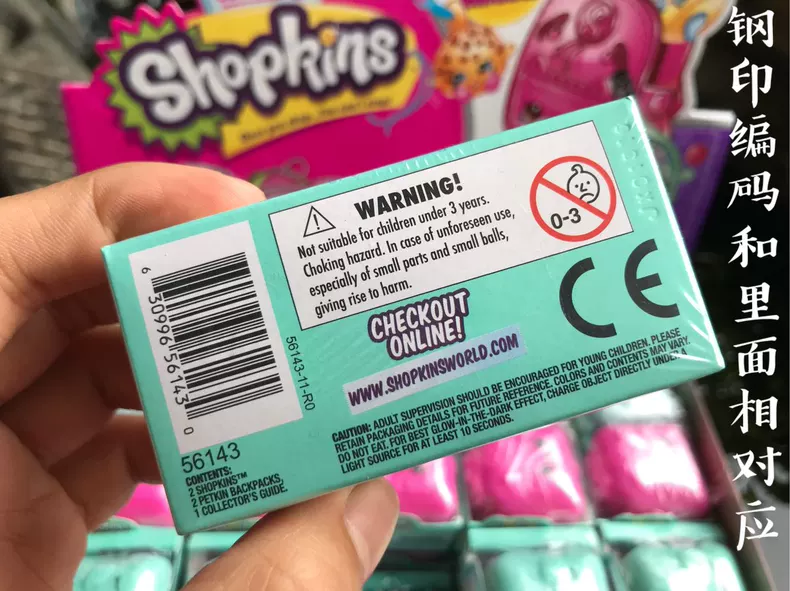 Shopkins
WARNING!
Not suitable for children under 3 years.
Choking hazard. In case of unforeseen use,
especially of small parts and small balls,
giving rise to harm.
0-3
CE
CHECKOUT
ONLINE!
WWW.SHOPKINSWORLD.COM
6 30996 56143 0
56143-11-R0
56143
CONTENTS:
2 SHOPKINS™
2 PETKIN BACKPACKS
1 COLLECTOR'S GUIDE
CAUTION: ADULT SUPERVISION SHOULD BE ENCOURAGED FOR YOUNG CHILDREN. PLEASE
RETAIN PACKAGING DETAILS FOR FUTURE REFERENCE. COLORS AND CONTENTS MAY VARY.
DO NOT EAT. FOR BEST GLOW-IN-THE-DARK EFFECT, CHARGE OBJECT DIRECTLY UNDER A
LIGHT SOURCE FOR AT LEAST 10 SECONDS.
钢印编码和里面相对应